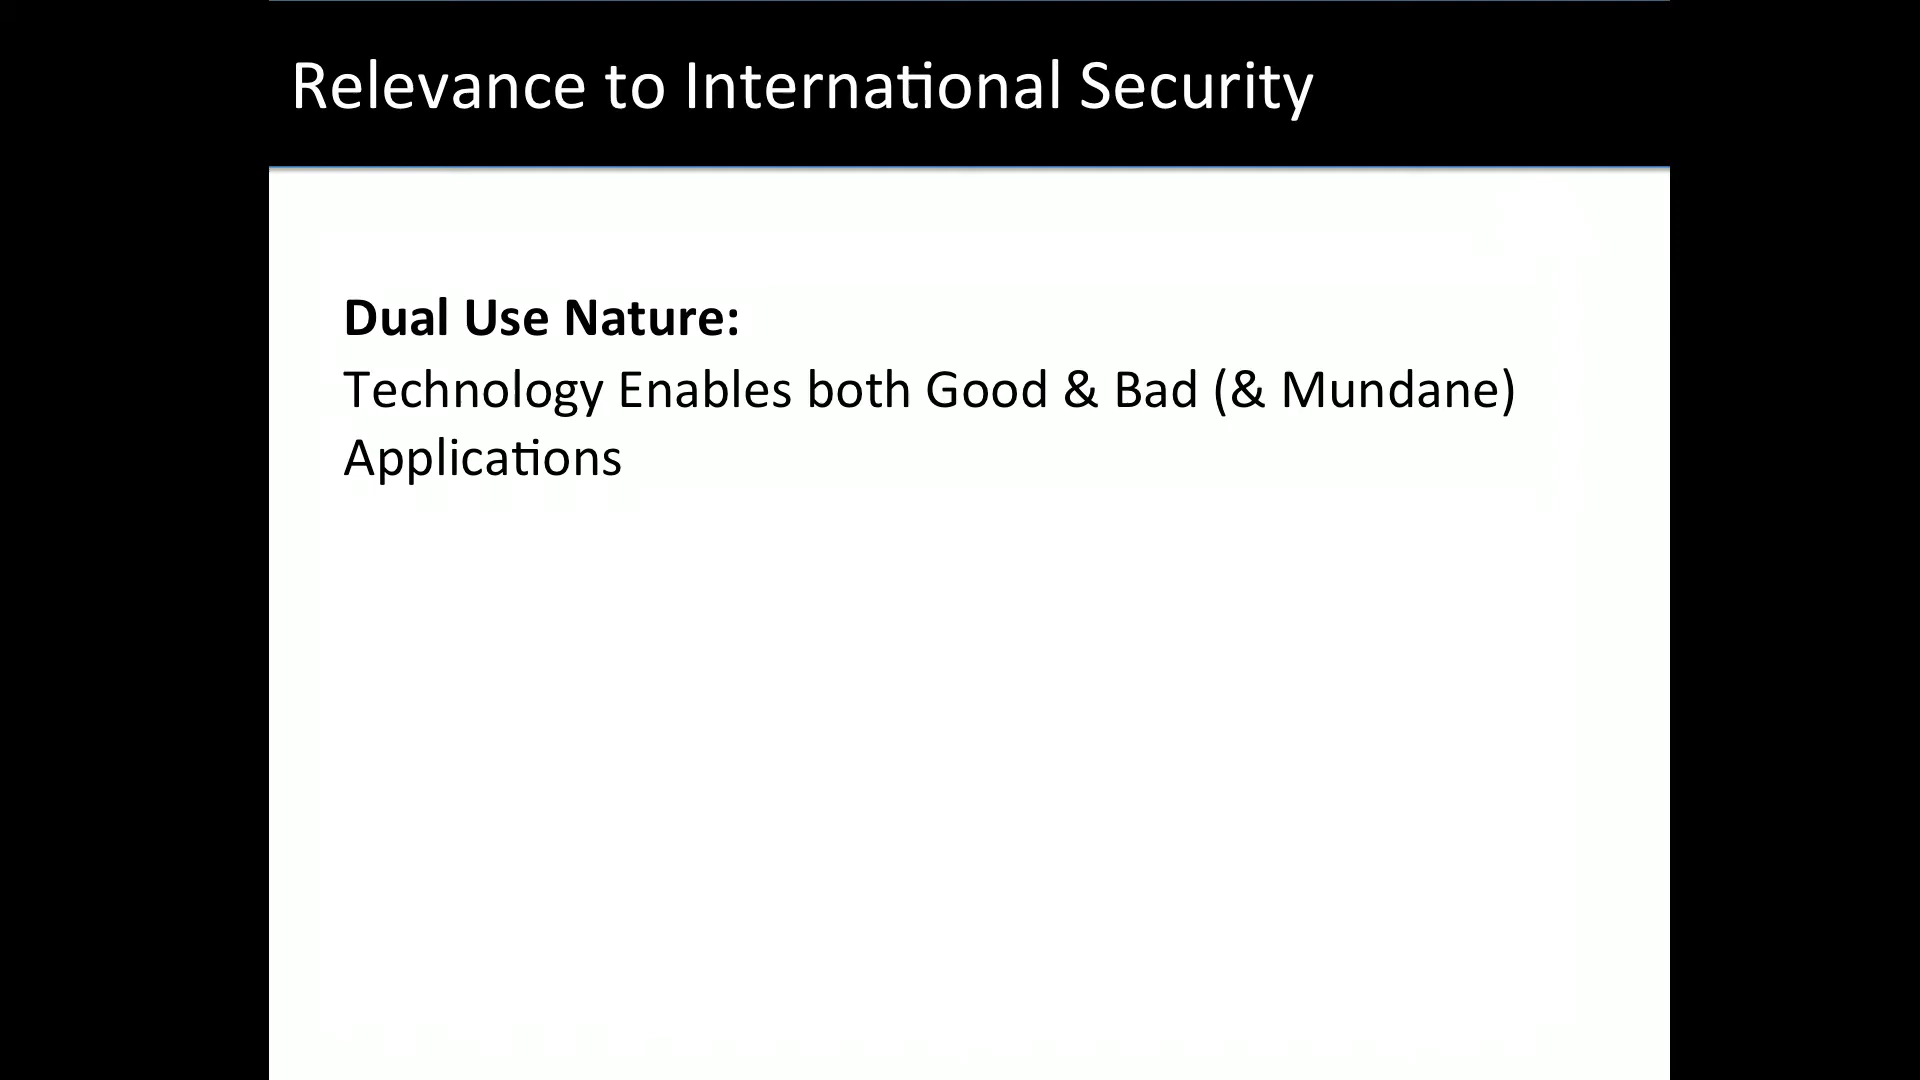 Relevance to International Security
Dual Use Nature:
Technology Enables both Good & Bad (& Mundane)
Applications